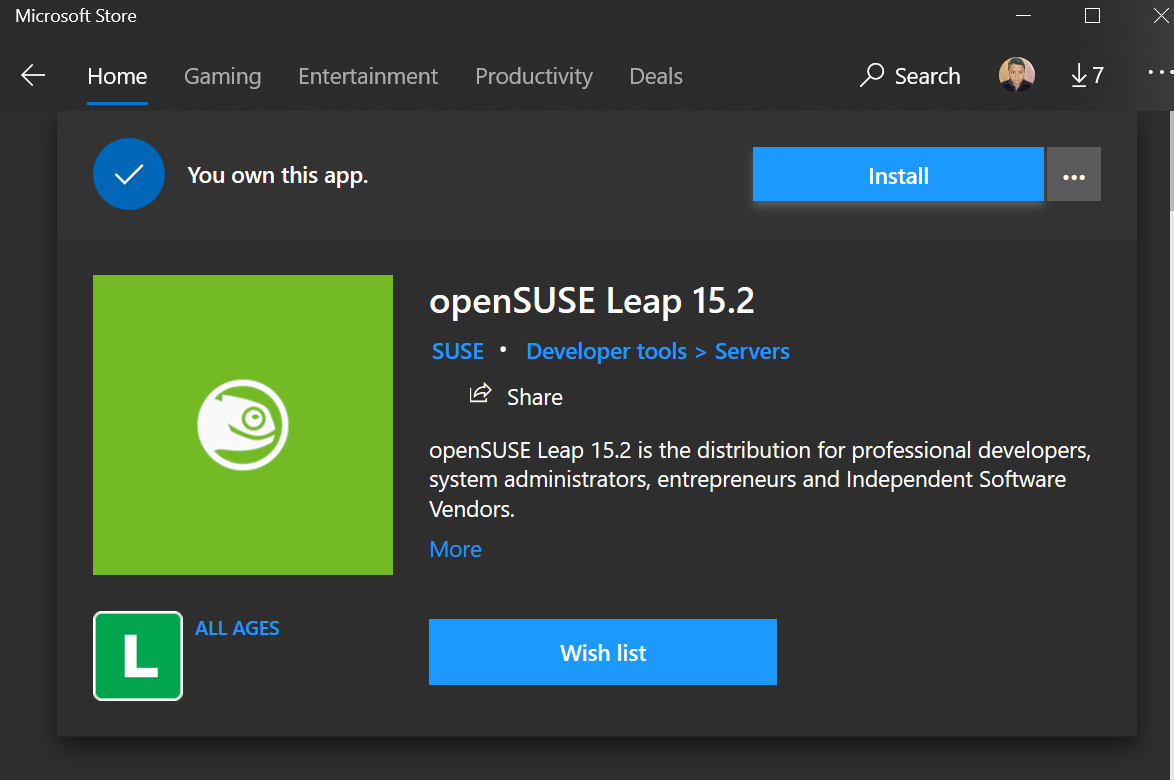 Microsoft Store
Home Gaming Entertainment Productivity Deals Search 7
You own this app. Install
openSUSE Leap 15.2
SUSE • Developer tools > Servers
Share
openSUSE Leap 15.2 is the distribution for professional developers,
system administrators, entrepreneurs and Independent Software
Vendors.
More
L ALL AGES
Wish list